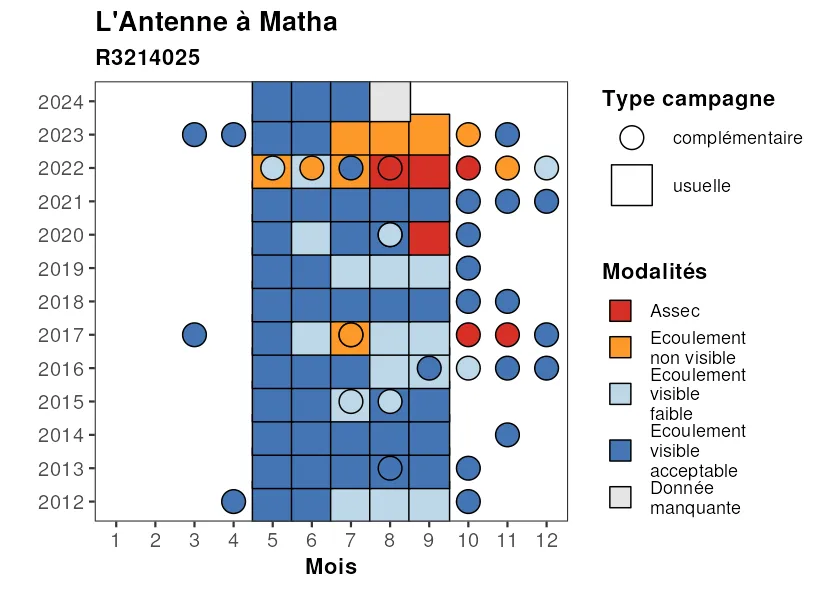 L'Antenne à Matha
R3214025
2024
2023
2022
2021
2020
2019
2018
2017
2016
2015
2014
2013
2012
1 2 3 4 5 6 7 8 9 10 11 12
Mois
Type campagne
complémentaire
usuelle
Modalités
Assec
Ecoulement
non visible
Ecoulement
visible
faible
Ecoulement
visible
acceptable
Donnée
manquante